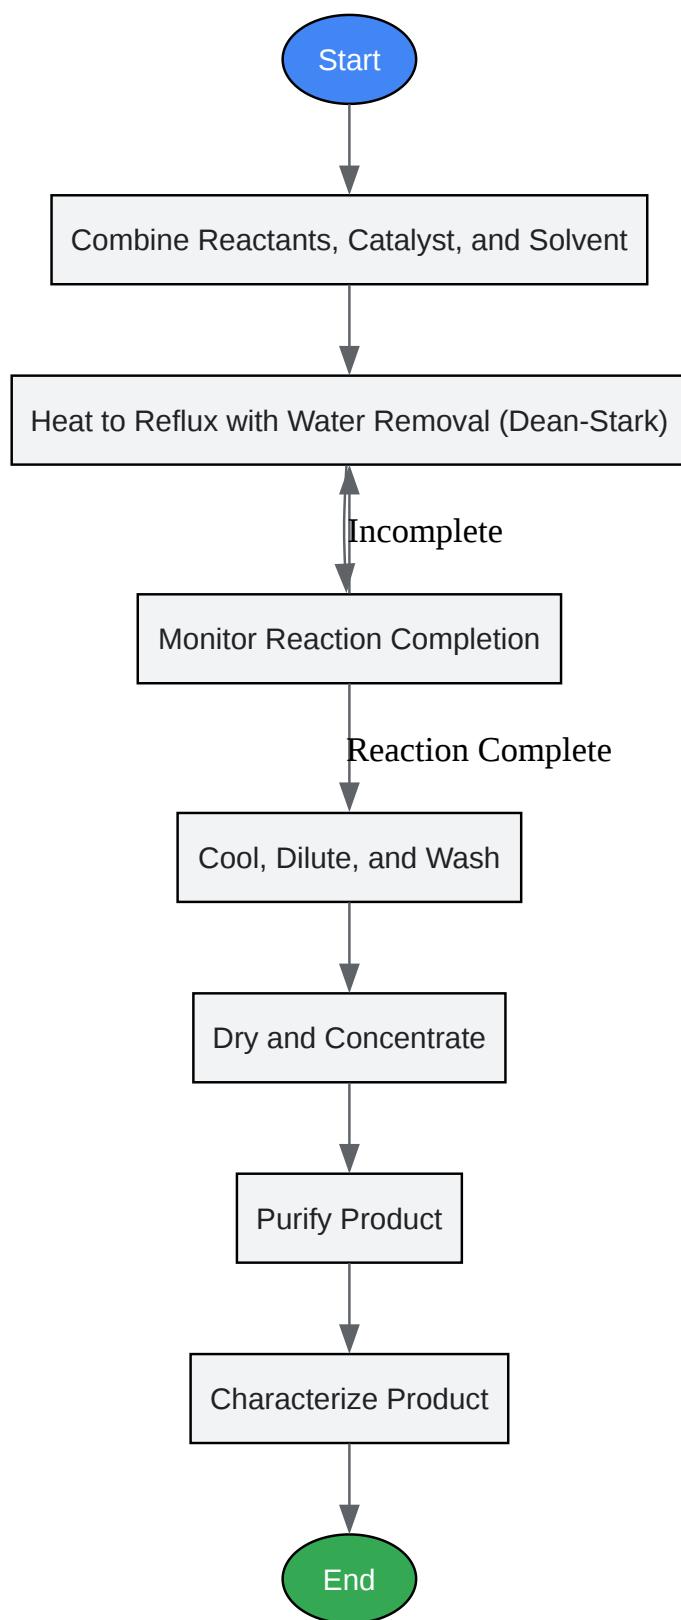 Start
Combine Reactants, Catalyst, and Solvent
Heat to Reflux with Water Removal (Dean-Stark)
Incomplete
Monitor Reaction Completion
Reaction Complete
Cool, Dilute, and Wash
Dry and Concentrate
Purify Product
Characterize Product
End